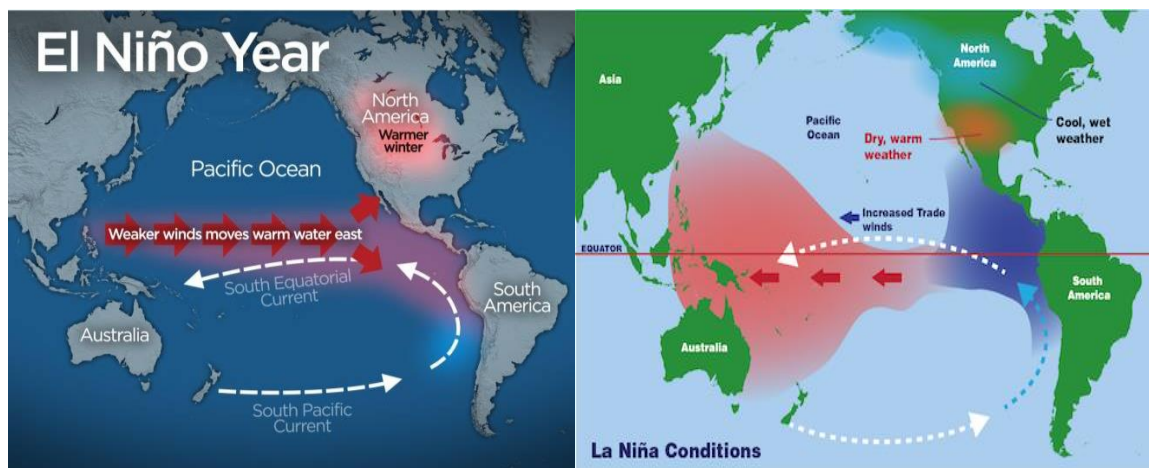 El Niño Year
North
America
Warmer
winter
Pacific Ocean
Weaker winds moves warm water east
South Equatorial
Current
South
America
Australia
South Pacific
Current
North
America
Asia
Pacific
Ocean
Cool, wet
weather
Dry, warm
weather
Increased Trade
winds
EQUATOR
South
America
Australia
La Niña Conditions